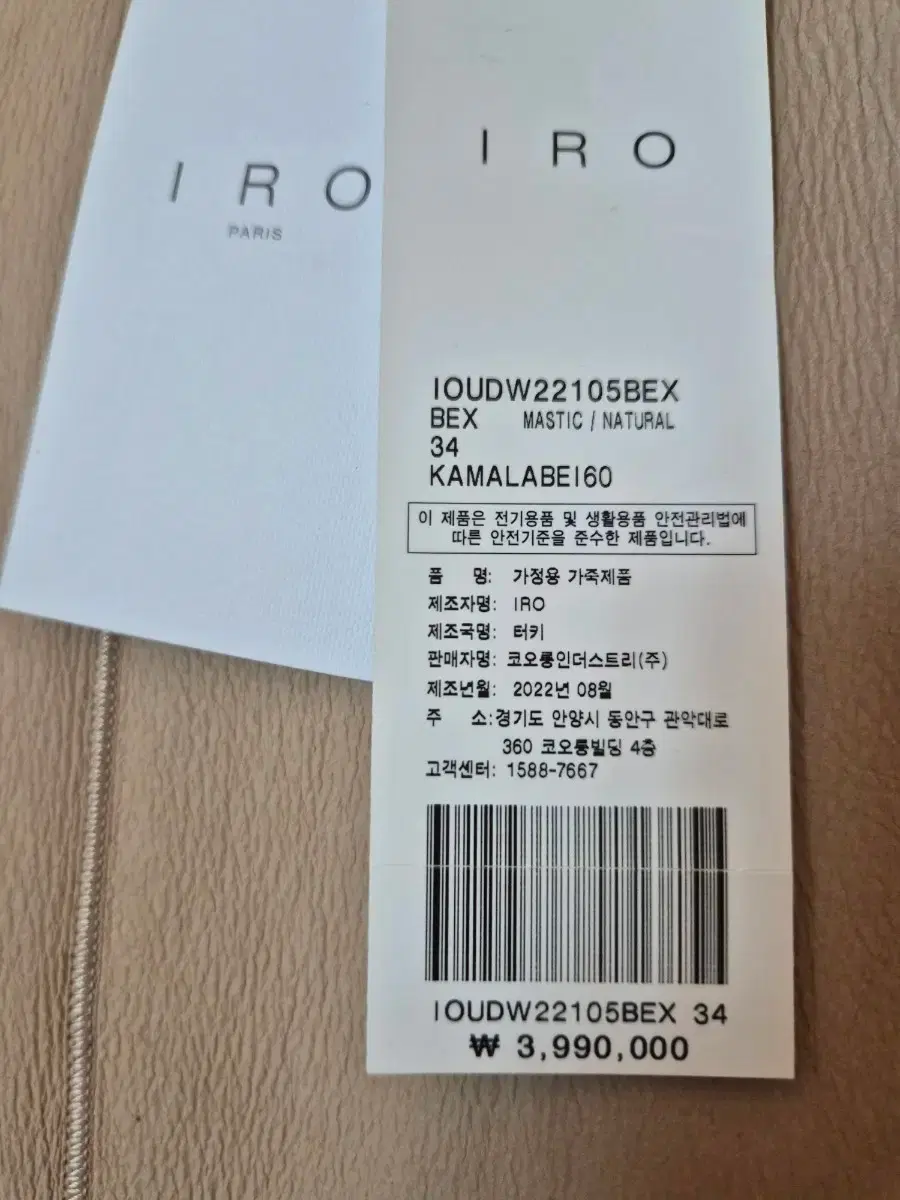 I R O
PARIS
I R O
IOUDW22105BEX
BEX MASTIC / NATURAL
34
KAMALABEI60
이 제품은 전기용품 및 생활용품 안전관리법에
따른 안전기준을 준수한 제품입니다.
품 명: 가정용 가죽제품
제조자명: IRO
제조국명: 터키
판매자명: 코오롱인더스트리(주)
제조년월: 2022년 08월
주 소:경기도 안양시 동안구 관악대로
360 코오롱빌딩 4층
고객센터: 1588-7667
IOUDW22105BEX 34
₩ 3,990,000